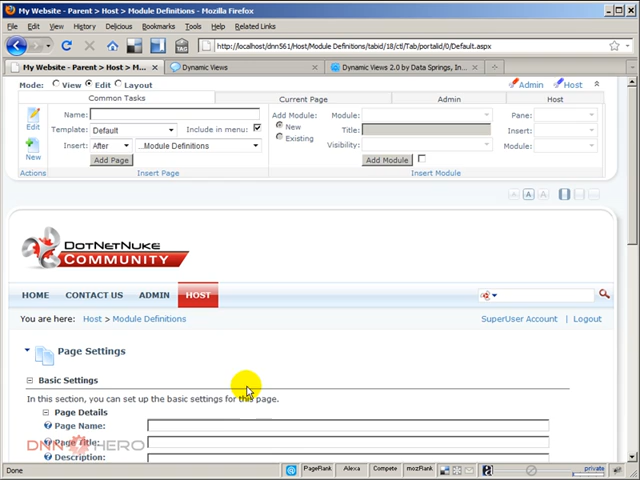 My Website - Parent > Host > Module Definitions - Mozilla Firefox
File Edit View History Delicious Bookmarks Tools Related Links
http://localhost/dnn561/Host/Module Definitions/tabid/18/ctl/Tab/portalid/0/Default.aspx
My Website - Parent > Host > M... Dynamic Views Dynamic Views 2.0 by Data Springs, In...
Mode: View Edit Layout Admin Host
Common Tasks Current Page Admin Host
Edit Name: Add Module: Module: Pane:
Template: Default Include in menu: New Title: Insert:
New Insert: After ...Module Definitions Existing Visibility: Module:
Add Page Add Module
Actions Insert Page Insert Module
A A A
DOTNETNUKE
COMMUNITY
HOME CONTACT US ADMIN HOST
You are here: Host > Module Definitions SuperUser Account | Logout
Page Settings
Basic Settings
In this section, you can set up the basic settings for this page.
Page Details
Page Name:
Page Title:
Description:
DNN HERO
Done PageRank Alexa Compete mozRank private